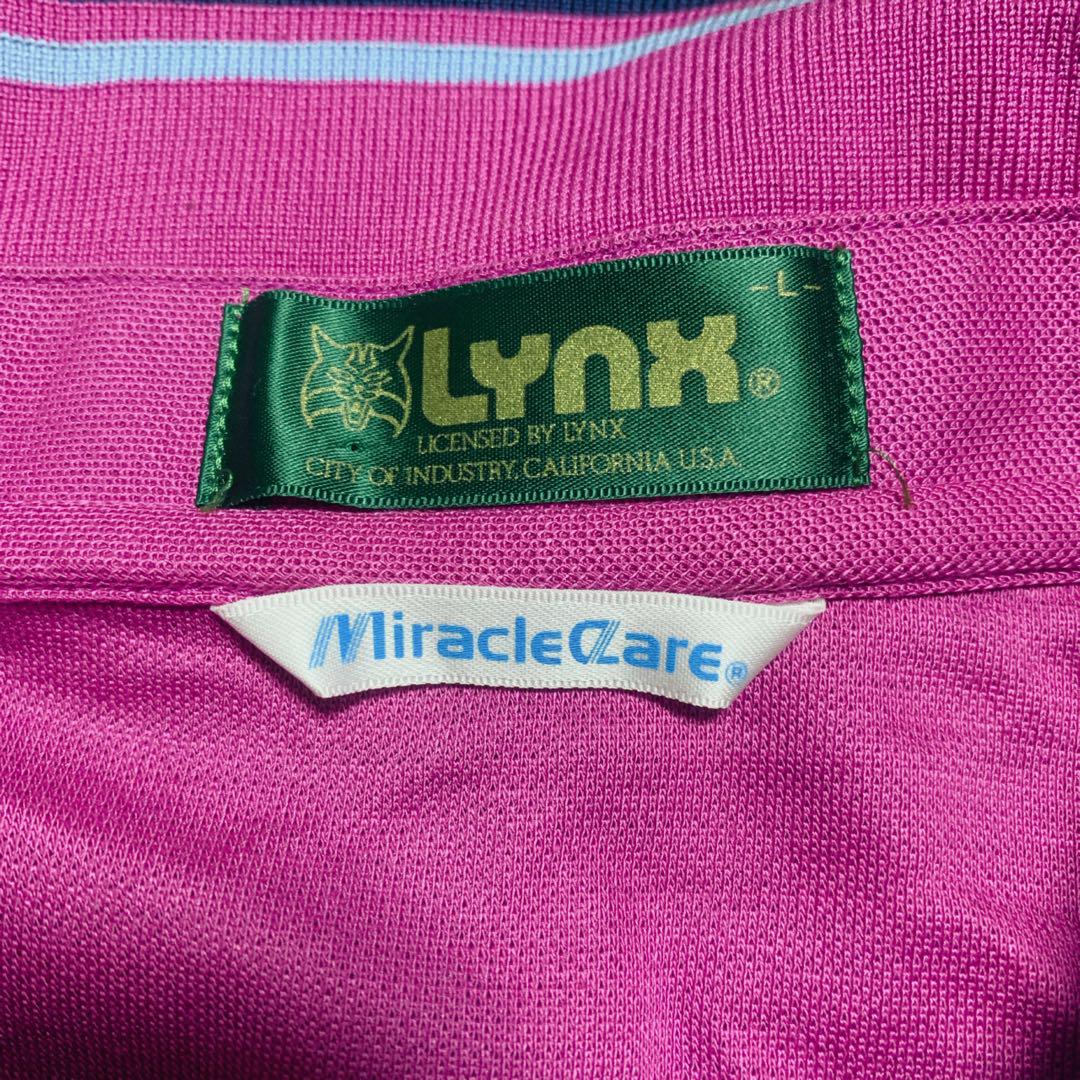 -L-
LYNX®
LICENSED BY LYNX
CITY OF INDUSTRY, CALIFORNIA U.S.A.
MiracleCare®